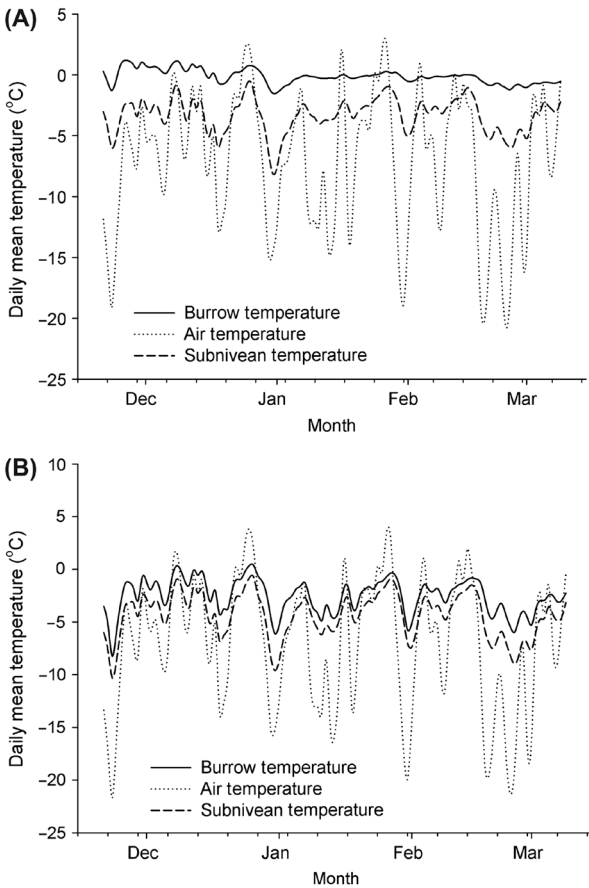 (A)
5
0
−5
−10
−15
−20
−25
Daily mean temperature (°C)
Burrow temperature
Air temperature
Subnivean temperature
Dec Jan Feb Mar
Month
(B)
10
5
0
−5
−10
−15
−20
−25
Daily mean temperature (°C)
Burrow temperature
Air temperature
Subnivean temperature
Dec Jan Feb Mar
Month